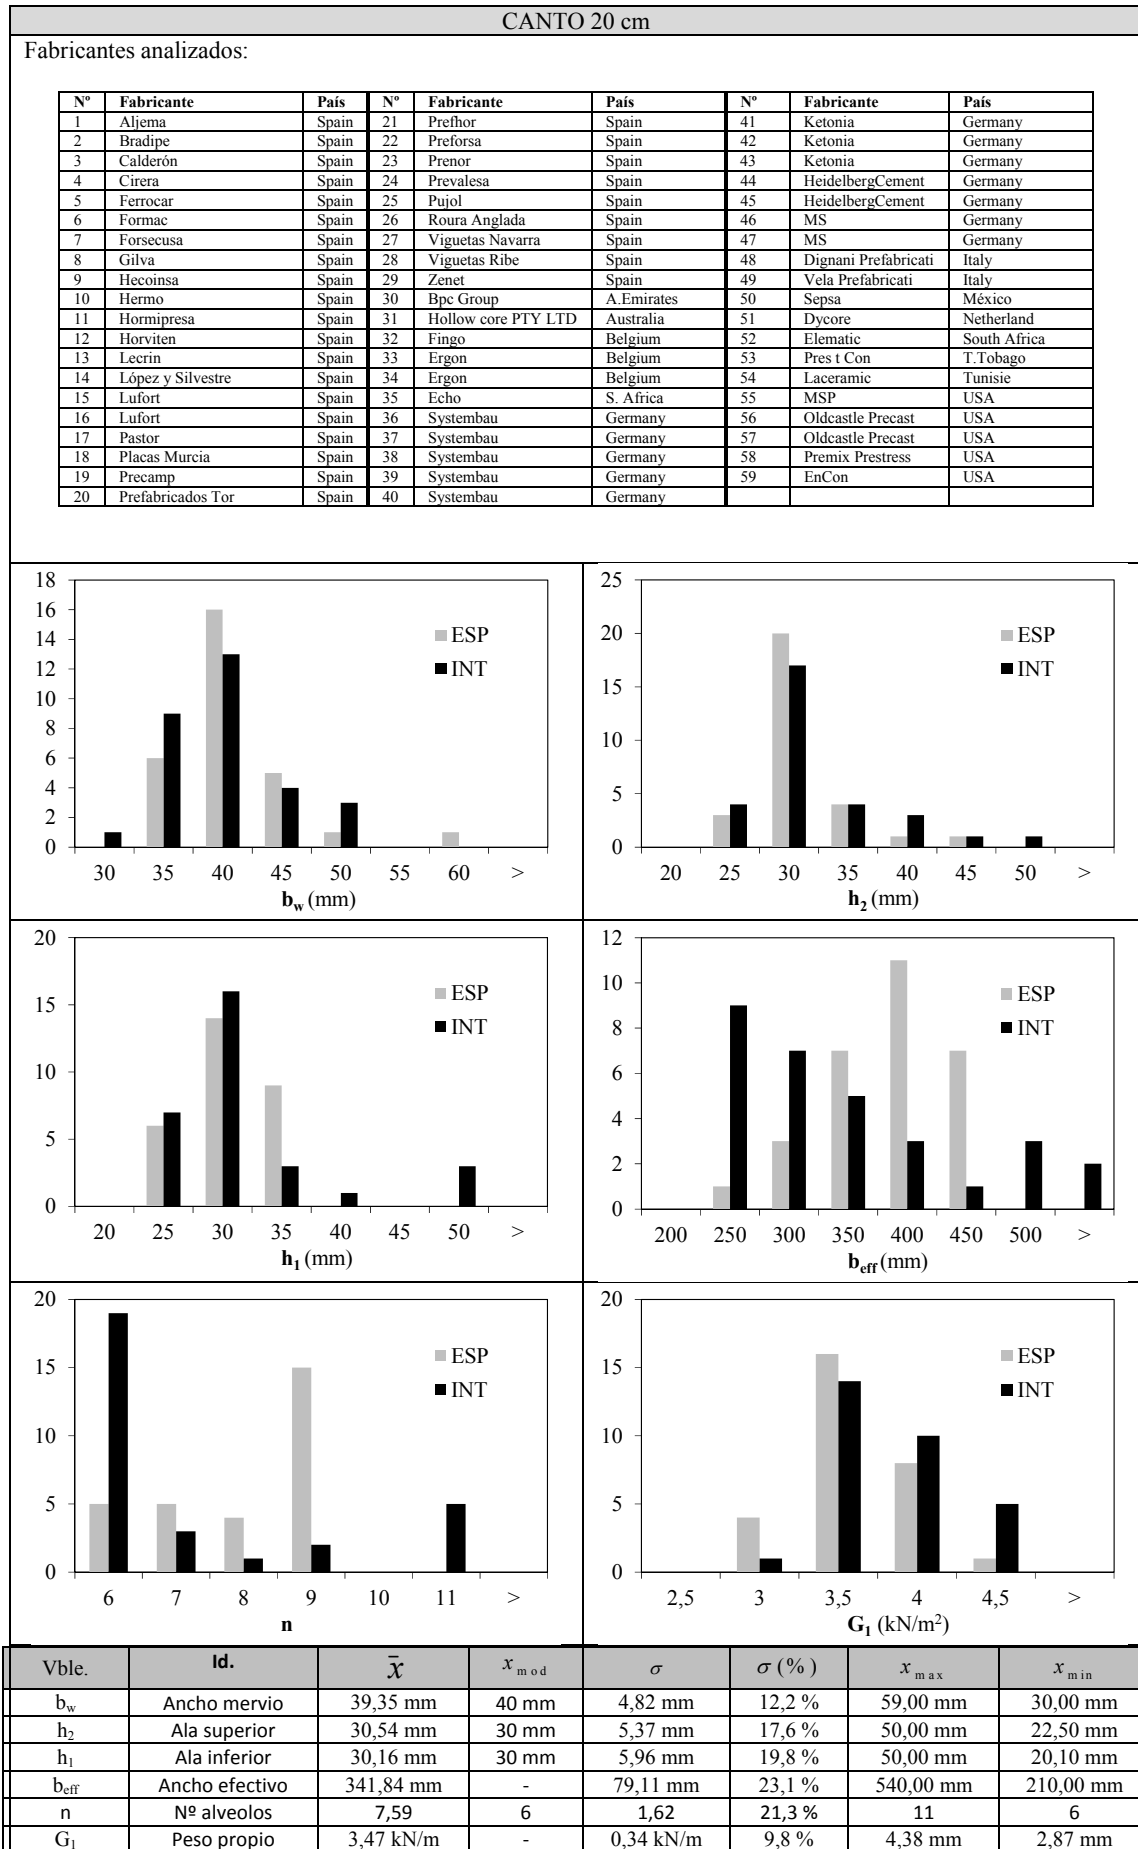 CANTO 20 cm
Fabricantes analizados:
Nº Fabricante País Nº Fabricante País Nº Fabricante País
1 Aljema Spain 21 Prefhor Spain 41 Ketonia Germany
2 Bradipe Spain 22 Preforsa Spain 42 Ketonia Germany
3 Calderón Spain 23 Prenor Spain 43 Ketonia Germany
4 Cirera Spain 24 Prevalesa Spain 44 HeidelbergCement Germany
5 Ferrocar Spain 25 Pujol Spain 45 HeidelbergCement Germany
6 Formac Spain 26 Roura Anglada Spain 46 MS Germany
7 Forsecusa Spain 27 Viguetas Navarra Spain 47 MS Germany
8 Gilva Spain 28 Viguetas Ribe Spain 48 Dignani Prefabricati Italy
9 Hecoinsa Spain 29 Zenet Spain 49 Vela Prefabricati Italy
10 Hermo Spain 30 Bpc Group A.Emirates 50 Sepsa México
11 Hormipresa Spain 31 Hollow core PTY LTD Australia 51 Dycore Netherland
12 Horviten Spain 32 Fingo Belgium 52 Elematic South Africa
13 Lecrin Spain 33 Ergon Belgium 53 Pres t Con T.Tobago
14 López y Silvestre Spain 34 Ergon Belgium 54 Laceramic Tunisie
15 Lufort Spain 35 Echo S. Africa 55 MSP USA
16 Lufort Spain 36 Systembau Germany 56 Oldcastle Precast USA
17 Pastor Spain 37 Systembau Germany 57 Oldcastle Precast USA
18 Placas Murcia Spain 38 Systembau Germany 58 Premix Prestress USA
19 Precamp Spain 39 Systembau Germany 59 EnCon USA
20 Prefabricados Tor Spain 40 Systembau Germany
18
16
14
12
10
8
6
4
2
0
ESP
INT
30 35 40 45 50 55 60 >
b_w (mm)
25
20
15
10
5
0
ESP
INT
20 25 30 35 40 45 50 >
h_2 (mm)
20
15
10
5
0
ESP
INT
20 25 30 35 40 45 50 >
h_1 (mm)
12
10
8
6
4
2
0
ESP
INT
200 250 300 350 400 450 500 >
b_eff (mm)
20
15
10
5
0
ESP
INT
6 7 8 9 10 11 >
n
20
15
10
5
0
ESP
INT
2,5 3 3,5 4 4,5 >
G_1 (kN/m²)
Vble. Id. x̄ x_mod σ σ (%) x_max x_min
b_w Ancho mervio 39,35 mm 40 mm 4,82 mm 12,2 % 59,00 mm 30,00 mm
h_2 Ala superior 30,54 mm 30 mm 5,37 mm 17,6 % 50,00 mm 22,50 mm
h_1 Ala inferior 30,16 mm 30 mm 5,96 mm 19,8 % 50,00 mm 20,10 mm
b_eff Ancho efectivo 341,84 mm - 79,11 mm 23,1 % 540,00 mm 210,00 mm
n Nº alveolos 7,59 6 1,62 21,3 % 11 6
G_1 Peso propio 3,47 kN/m - 0,34 kN/m 9,8 % 4,38 mm 2,87 mm